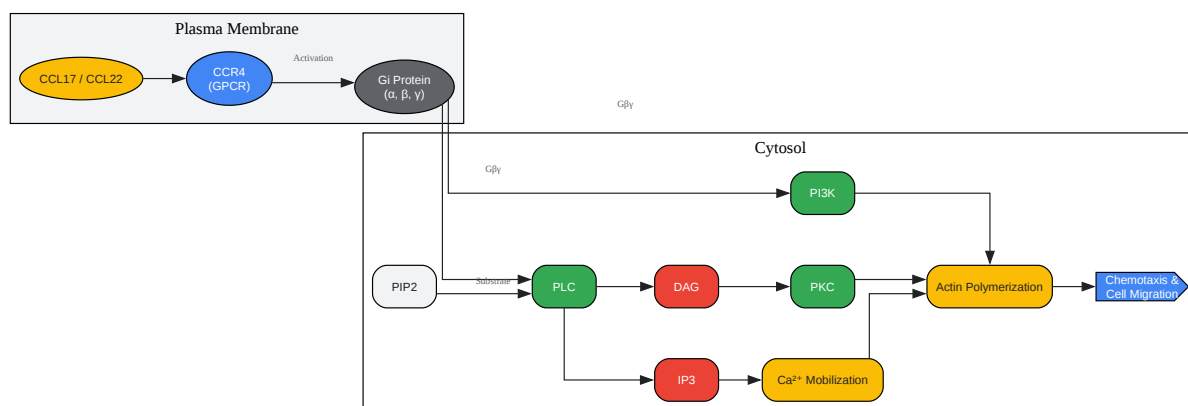 Plasma Membrane
CCL17 / CCL22
CCR4
(GPCR)
Activation
Gi Protein
(α, β, γ)
Gβγ
Cytosol
Gβγ
PI3K
PIP2
Substrate
PLC
DAG
PKC
Actin Polymerization
Chemotaxis &
Cell Migration
IP3
Ca²⁺ Mobilization